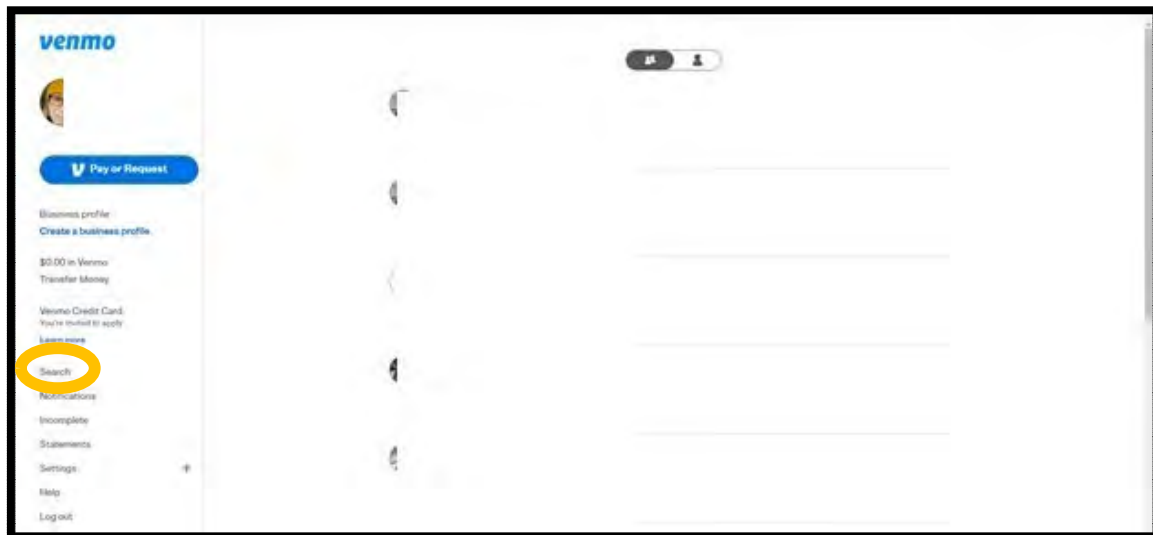 venmo
Pay or Request
Business profile
Create a business profile
$0.00 in Venmo
Transfer Money
Venmo Credit Card
You're invited to apply
Learn more
Search
Notifications
Incomplete
Statements
Settings +
Help
Log out